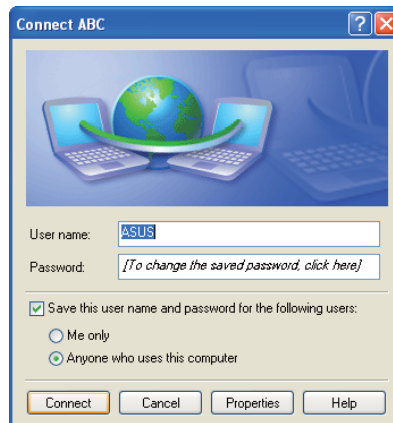 Connect ABC
User name: ASUS
Password: [To change the saved password, click here]
Save this user name and password for the following users:
Me only
Anyone who uses this computer
Connect Cancel Properties Help